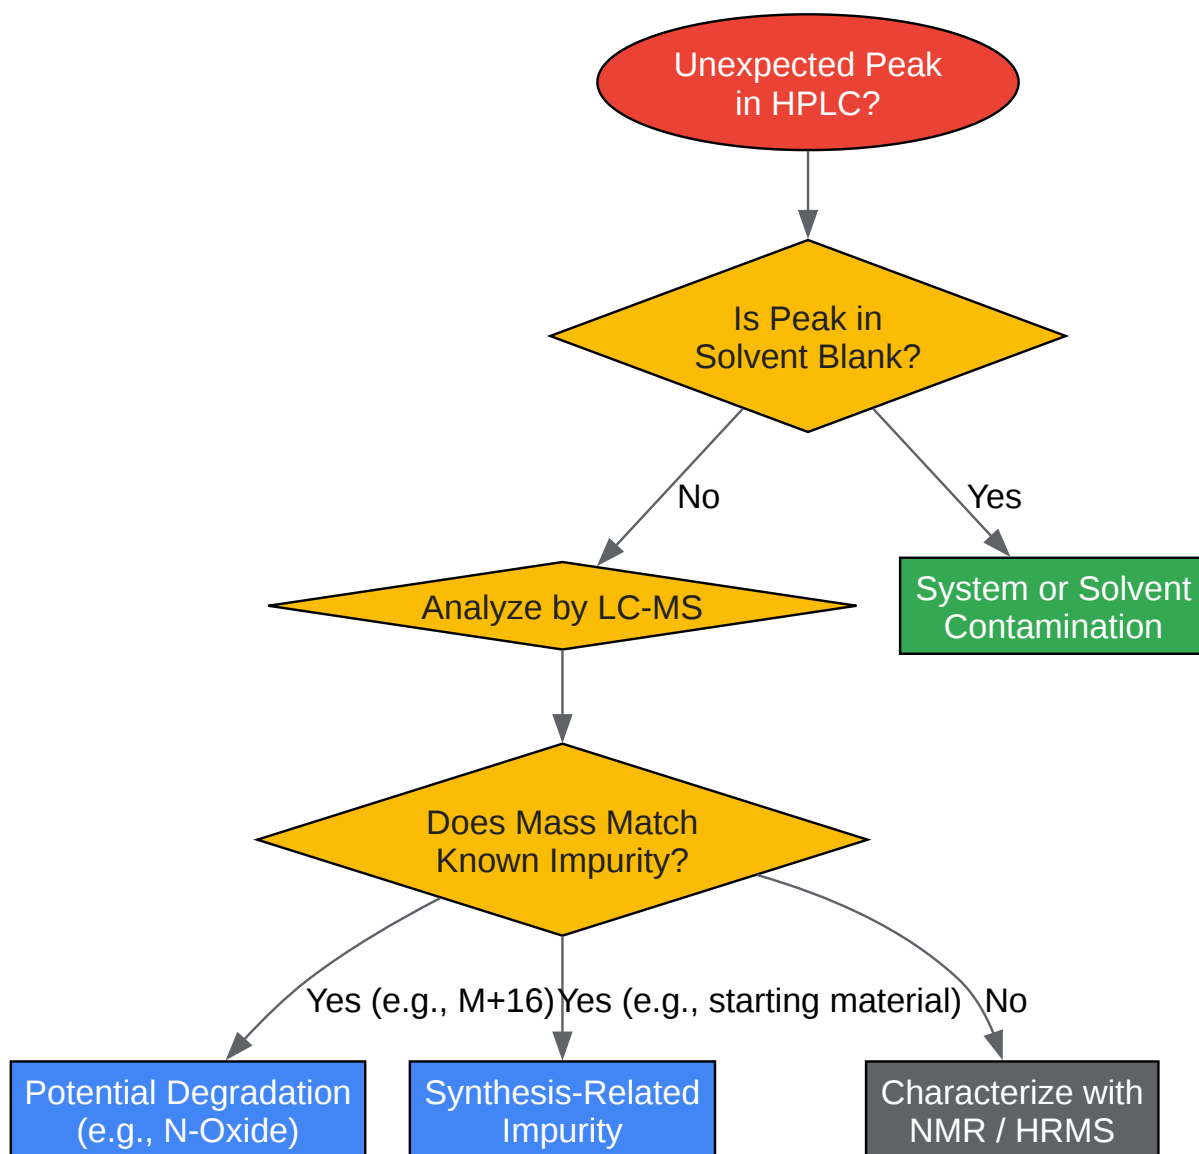 Unexpected Peak
in HPLC?
Is Peak in
Solvent Blank?
No
Yes
Analyze by LC-MS
System or Solvent
Contamination
Does Mass Match
Known Impurity?
Yes (e.g., M+16)
Yes (e.g., starting material)
No
Potential Degradation
(e.g., N-Oxide)
Synthesis-Related
Impurity
Characterize with
NMR / HRMS